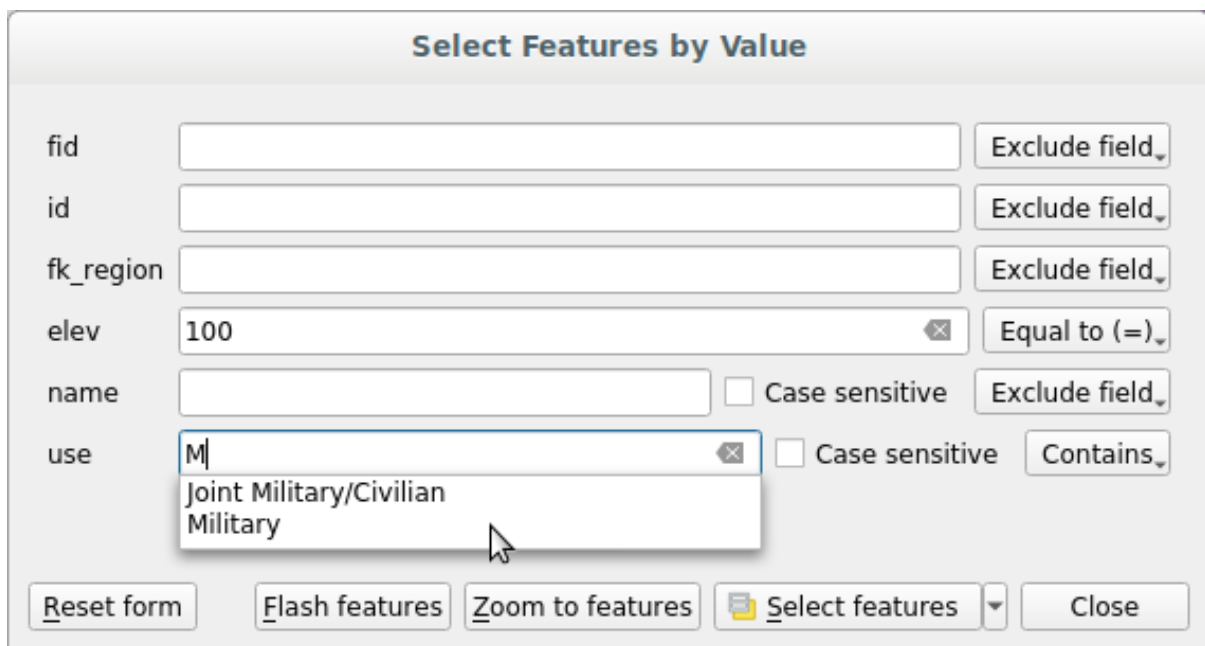 Select Features by Value
fid Exclude field
id Exclude field
fk_region Exclude field
elev 100 Equal to (=)
name Case sensitive Exclude field
use M Case sensitive Contains
Joint Military/Civilian
Military
Reset form Flash features Zoom to features Select features Close